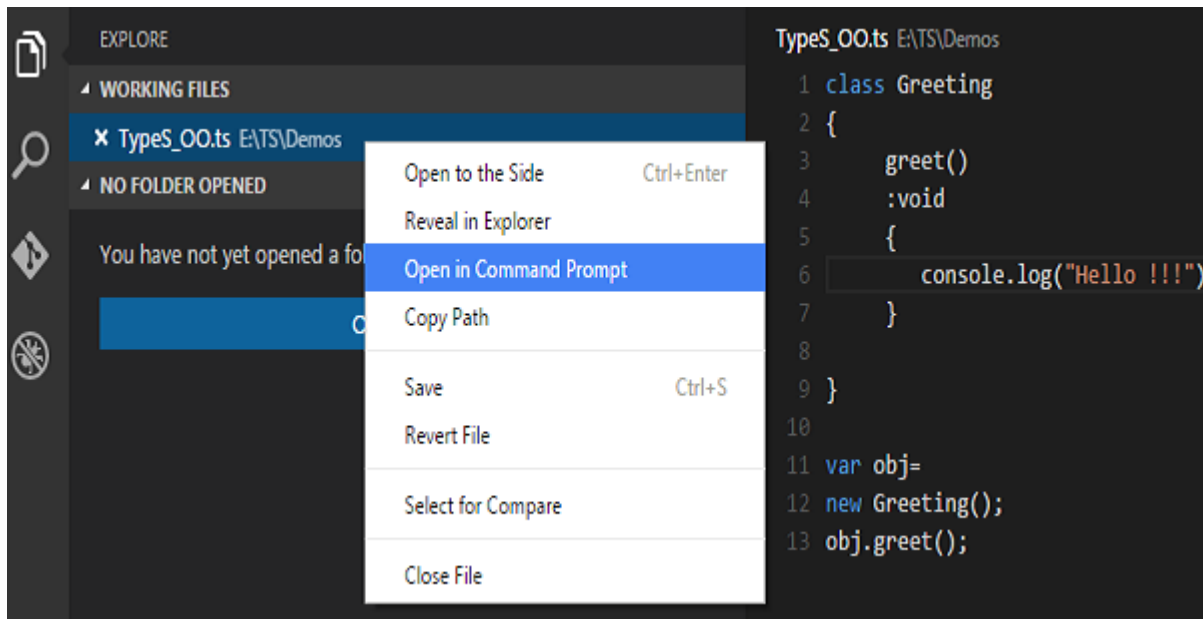 EXPLORE
WORKING FILES
TypeS_OO.ts E:\TS\Demos
NO FOLDER OPENED
You have not yet opened a
Open to the Side Ctrl+Enter
Reveal in Explorer
Open in Command Prompt
Copy Path
Save Ctrl+S
Revert File
Select for Compare
Close File
TypeS_OO.ts E:\TS\Demos
1 class Greeting
2 {
3 greet()
4 :void
5 {
6 console.log("Hello !!!")
7 }
8
9 }
10
11 var obj=
12 new Greeting();
13 obj.greet();